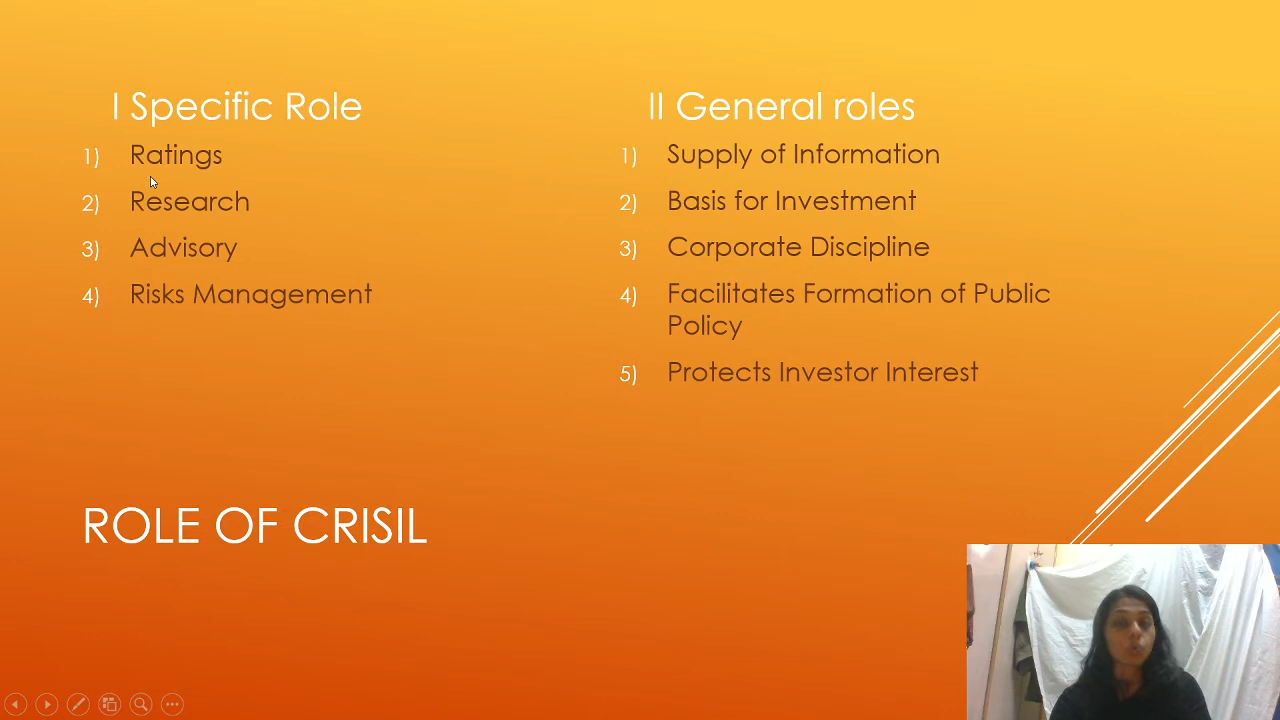 I Specific Role
1) Ratings
2) Research
3) Advisory
4) Risks Management
II General roles
1) Supply of Information
2) Basis for Investment
3) Corporate Discipline
4) Facilitates Formation of Public
Policy
5) Protects Investor Interest
ROLE OF CRISIL